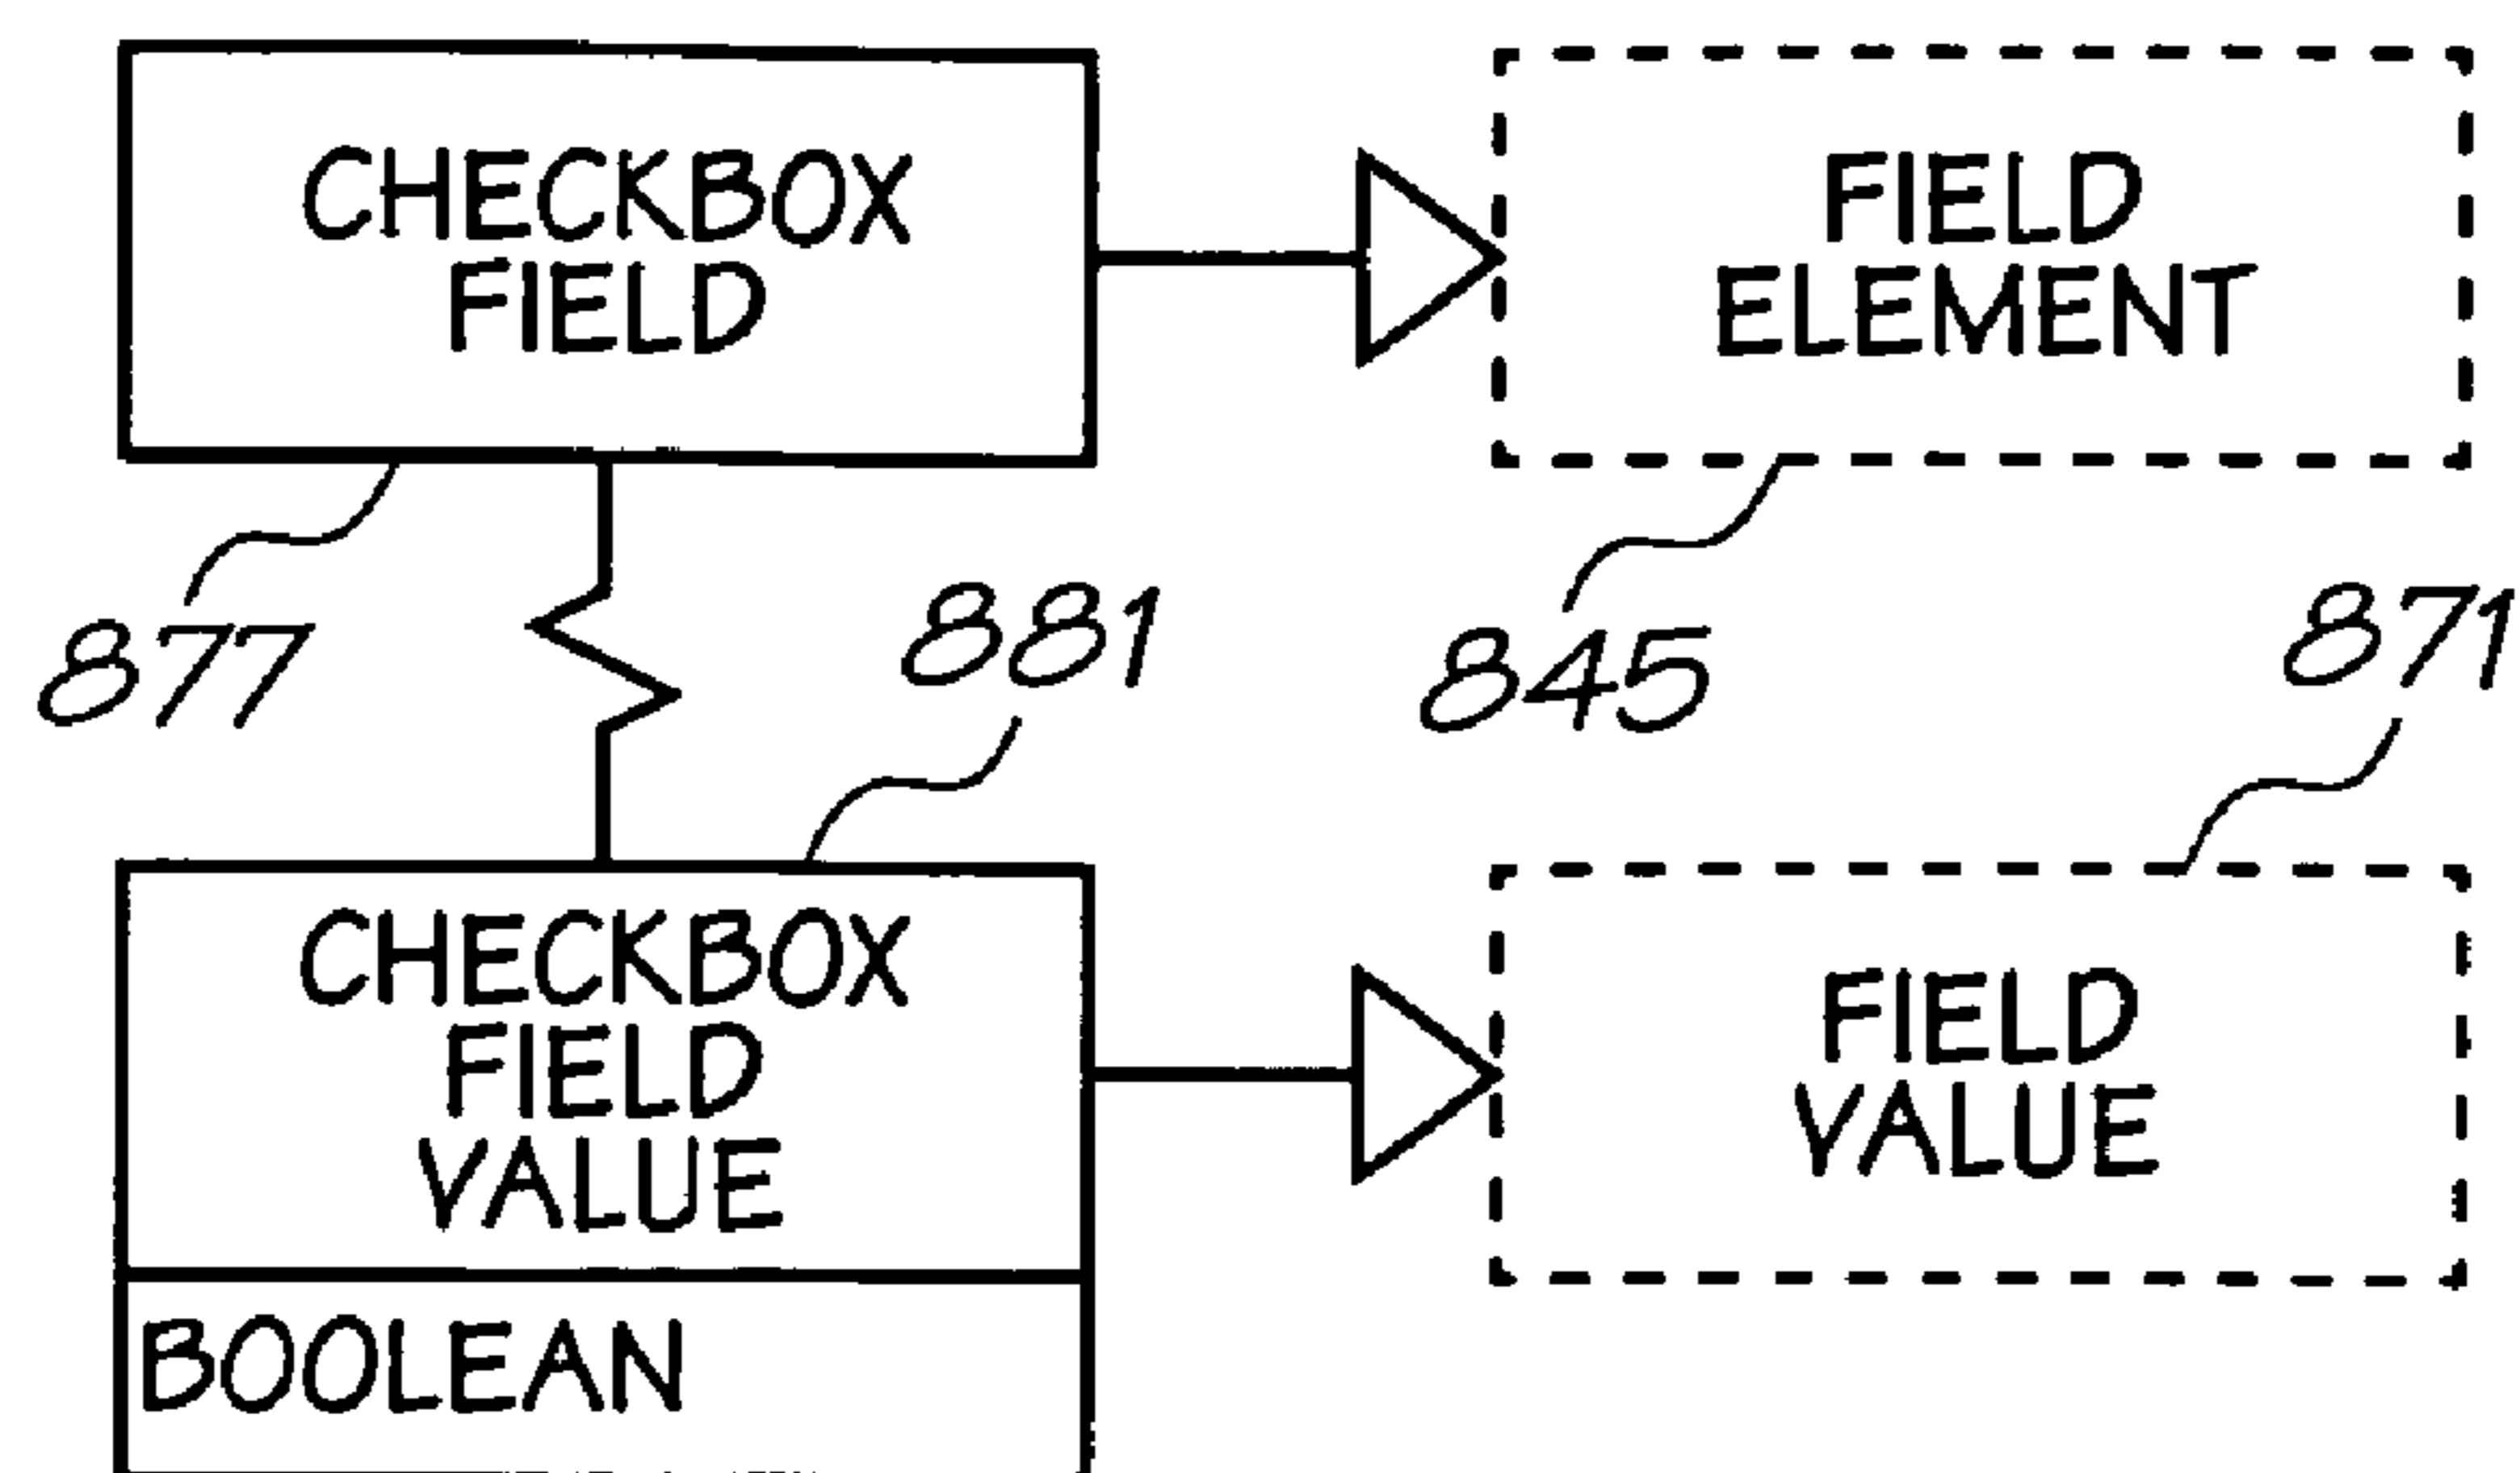 CHECKBOX
FIELD
FIELD
ELEMENT
877
881
845
871
CHECKBOX
FIELD
VALUE
FIELD
VALUE
BOOLEAN